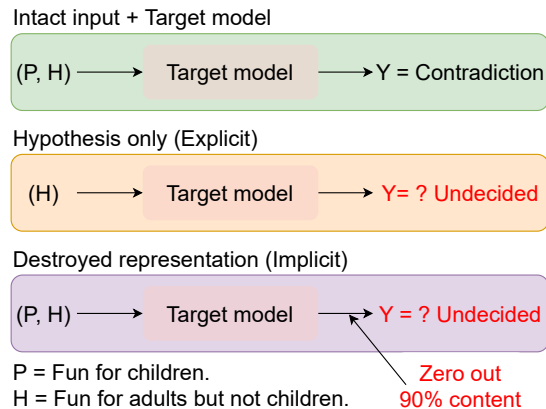 Intact input + Target model
(P, H) Target model Y = Contradiction
Hypothesis only (Explicit)
(H) Target model Y= ? Undecided
Destroyed representation (Implicit)
(P, H) Target model Y = ? Undecided
P = Fun for children.
H = Fun for adults but not children.
Zero out
90% content